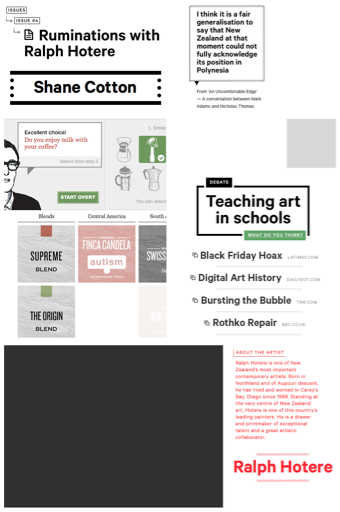 ISSUES
ISSUE #4
Ruminations with
Ralph Hotere
Shane Cotton
I think it is a fair
generalisation to
say that New
Zealand at that
moment could not
fully acknowledge
its position in
Polynesia
From 'An Uncomfortable Edge'
— A conversation between Mark
Adams and Nicholas Thomas
Excellent choice!
Do you enjoy milk with
your coffee?
Selected more step 2
START OVER?
You can select
Blends
Central America
South A
SUPREME
BLEND
FINCA CANDELA
autism
SWISS
THE ORIGIN
BLEND
DEBATE
Teaching art
in schools
WHAT DO YOU THINK?
Black Friday Hoax LATIMES.COM
Digital Art History DAILYDOT.COM
Bursting the Bubble TNR.COM
Rothko Repair BBC.CO.UK
ABOUT THE ARTIST
Ralph Hotere is one of New
Zealand's most important
contemporary artists. Born in
Northland and of Aupouri descent,
he has lived and worked in Carey's
Bay, Otago since 1969. Standing at
the very centre of New Zealand
art, Hotere is one of this country's
leading painters. He is a drawer
and printmaker of exceptional
talent and a great artistic
collaborator.
Ralph Hotere